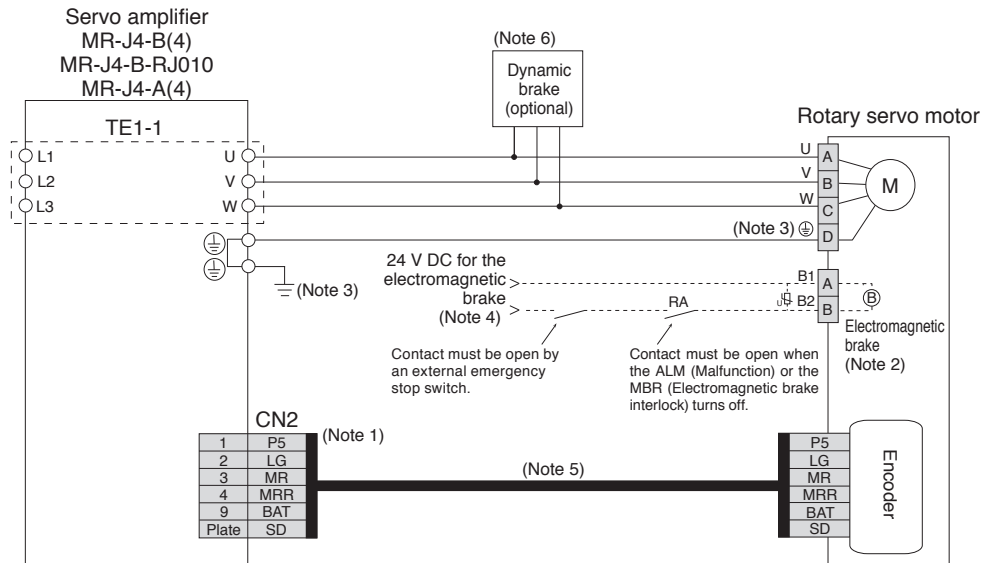 Servo amplifier
MR-J4-B(4)
MR-J4-B-RJ010
MR-J4-A(4)
TE1-1
L1
L2
L3
U
V
W
(Note 6)
Dynamic
brake
(optional)
Rotary servo motor
U
V
W
(Note 3)
A
B
C
D
M
(Note 3)
24 V DC for the
electromagnetic
brake
(Note 4)
RA
B1
B2
U
A
B
B
Electromagnetic
brake
(Note 2)
Contact must be open by
an external emergency
stop switch.
Contact must be open when
the ALM (Malfunction) or the
MBR (Electromagnetic brake
interlock) turns off.
CN2
(Note 1)
1 P5
2 LG
3 MR
4 MRR
9 BAT
Plate SD
(Note 5)
P5
LG
MR
MRR
BAT
SD
Encoder